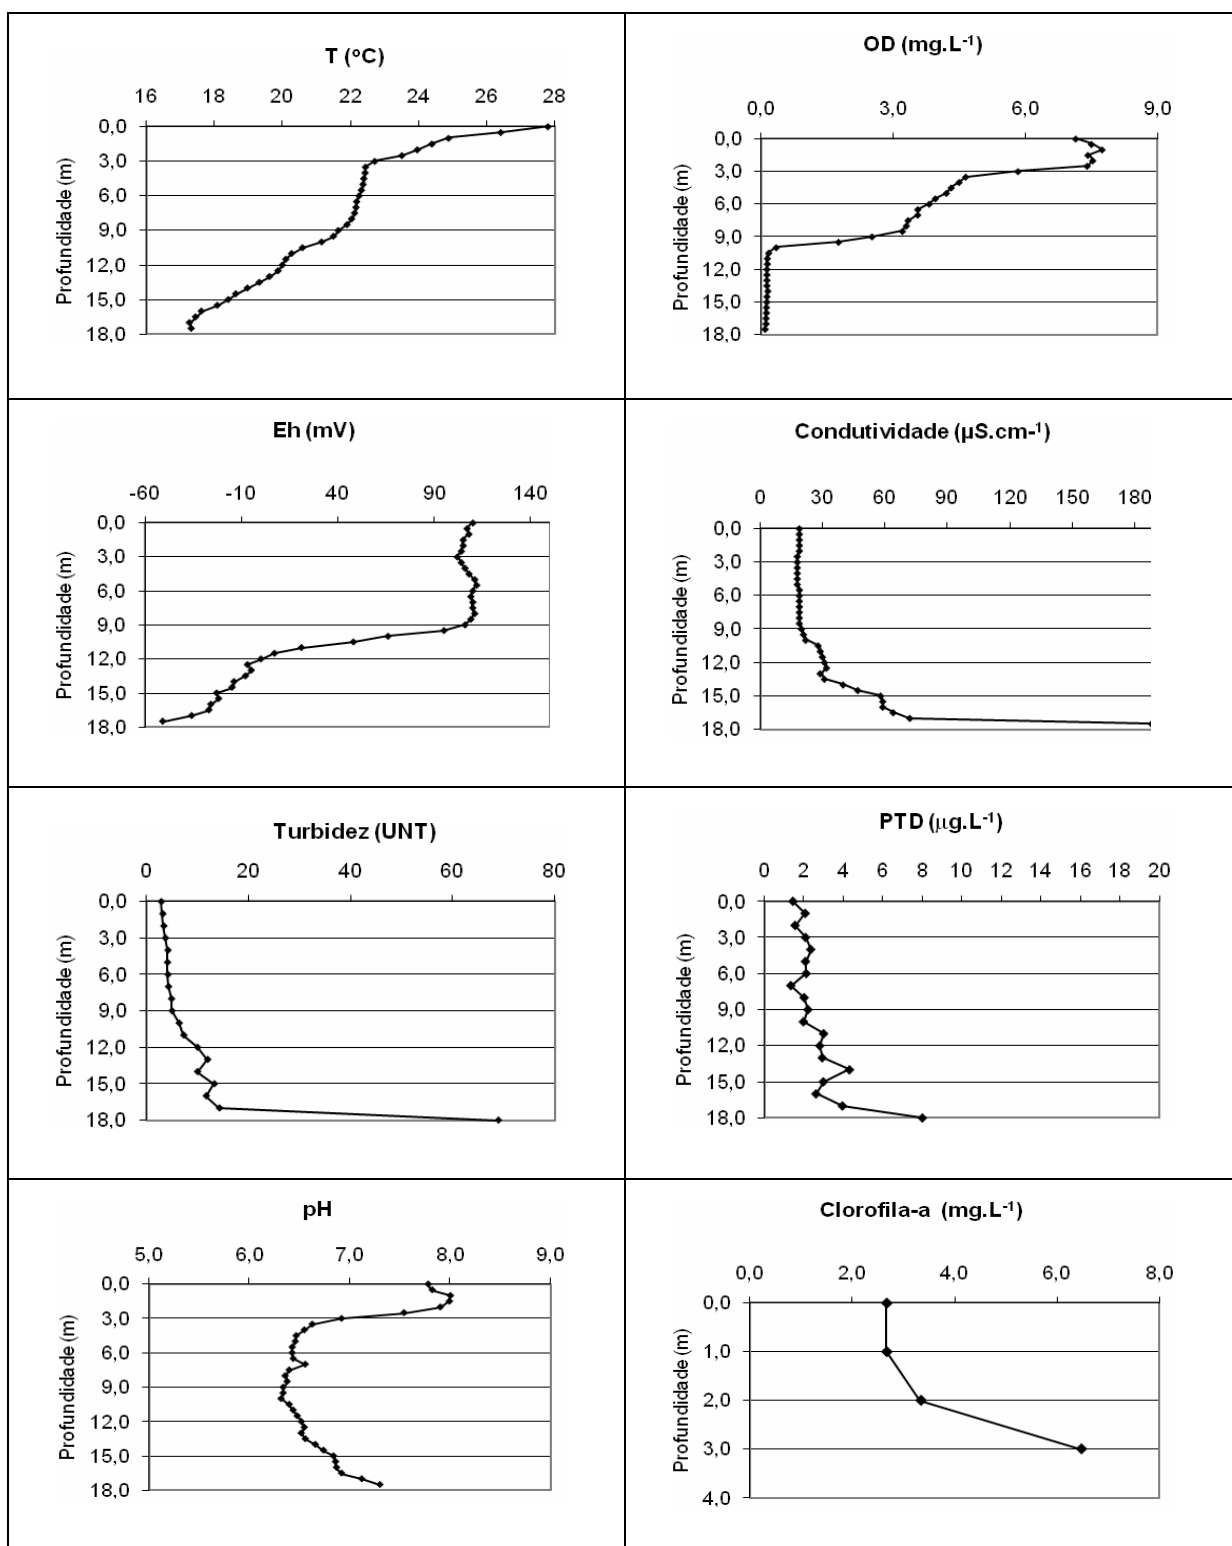 T (°C)
16 18 20 22 24 26 28
0,0
3,0
6,0
9,0
12,0
15,0
18,0
Profundidade (m)
OD (mg.L-1)
0,0 3,0 6,0 9,0
0,0
3,0
6,0
9,0
12,0
15,0
18,0
Profundidade (m)
Eh (mV)
-60 -10 40 90 140
0,0
3,0
6,0
9,0
12,0
15,0
18,0
Profundidade (m)
Condutividade (µS.cm-1)
0 30 60 90 120 150 180
0,0
3,0
6,0
9,0
12,0
15,0
18,0
Profundidade (m)
Turbidez (UNT)
0 20 40 60 80
0,0
3,0
6,0
9,0
12,0
15,0
18,0
Profundidade (m)
PTD (µg.L-1)
0 2 4 6 8 10 12 14 16 18 20
0,0
3,0
6,0
9,0
12,0
15,0
18,0
Profundidade (m)
pH
5,0 6,0 7,0 8,0 9,0
0,0
3,0
6,0
9,0
12,0
15,0
18,0
Profundidade (m)
Clorofila-a (mg.L-1)
0,0 2,0 4,0 6,0 8,0
0,0
1,0
2,0
3,0
4,0
Profundidade (m)